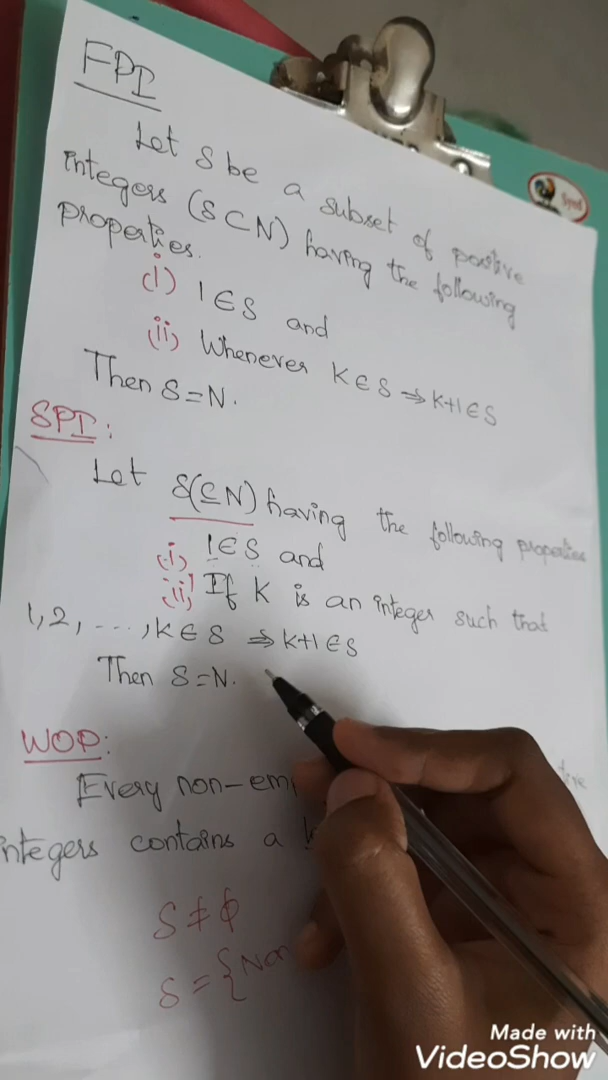 FPI
Let S be a subset of positive
integers (S⊂N) having the following
properties.
(i) 1∈S and
(ii) Whenever K∈S ⇒ K+1∈S
Then S=N.
SPI:
Let S(⊆N) having the following properties
(i) 1∈S and
(ii) If K is an integer such that
1,2, ...,k∈S ⇒ k+1∈S
Then S=N.
WOP:
Every non-em
integers contains a
S≠ϕ
S={Non
Syed
Made with
VideoShow